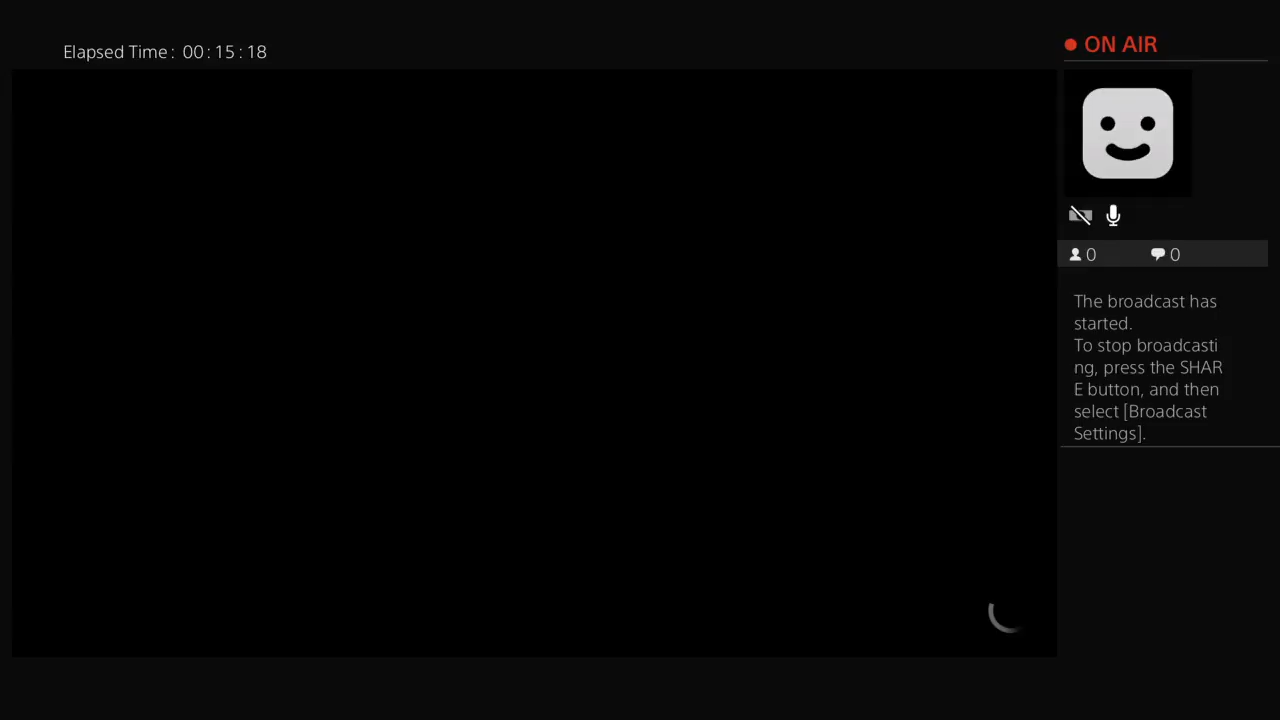 Elapsed Time: 00:15:18
ON AIR
0
0
The broadcast has
started.
To stop broadcasti
ng, press the SHAR
E button, and then
select [Broadcast
Settings].